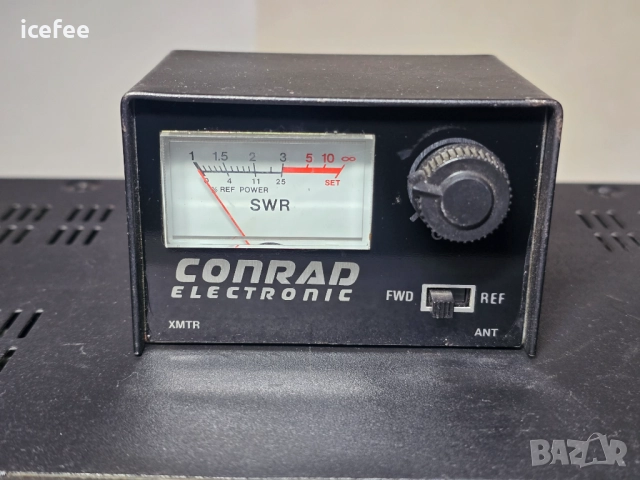 icefee
1 1.5 2 3 5 10 ∞
0 4 11 25 SET
% REF POWER
SWR
CONRAD
ELECTRONIC
FWD REF
XMTR ANT
BAZAR